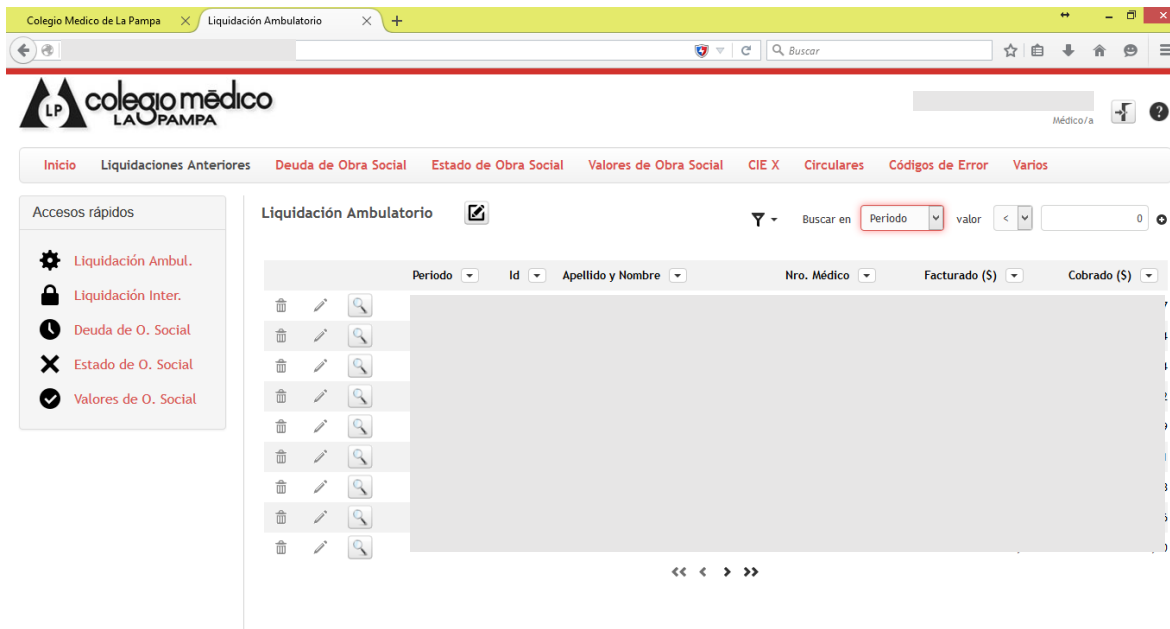 Colegio Medico de La Pampa
Liquidación Ambulatorio
Buscar
LP colegio médico
LA PAMPA
Médico/a
Inicio Liquidaciones Anteriores Deuda de Obra Social Estado de Obra Social Valores de Obra Social CIE X Circulares Códigos de Error Varios
Accesos rápidos
Liquidación Ambul.
Liquidación Inter.
Deuda de O. Social
Estado de O. Social
Valores de O. Social
Liquidación Ambulatorio
Buscar en Periodo valor < 0
Periodo Id Apellido y Nombre Nro. Médico Facturado ($) Cobrado ($)